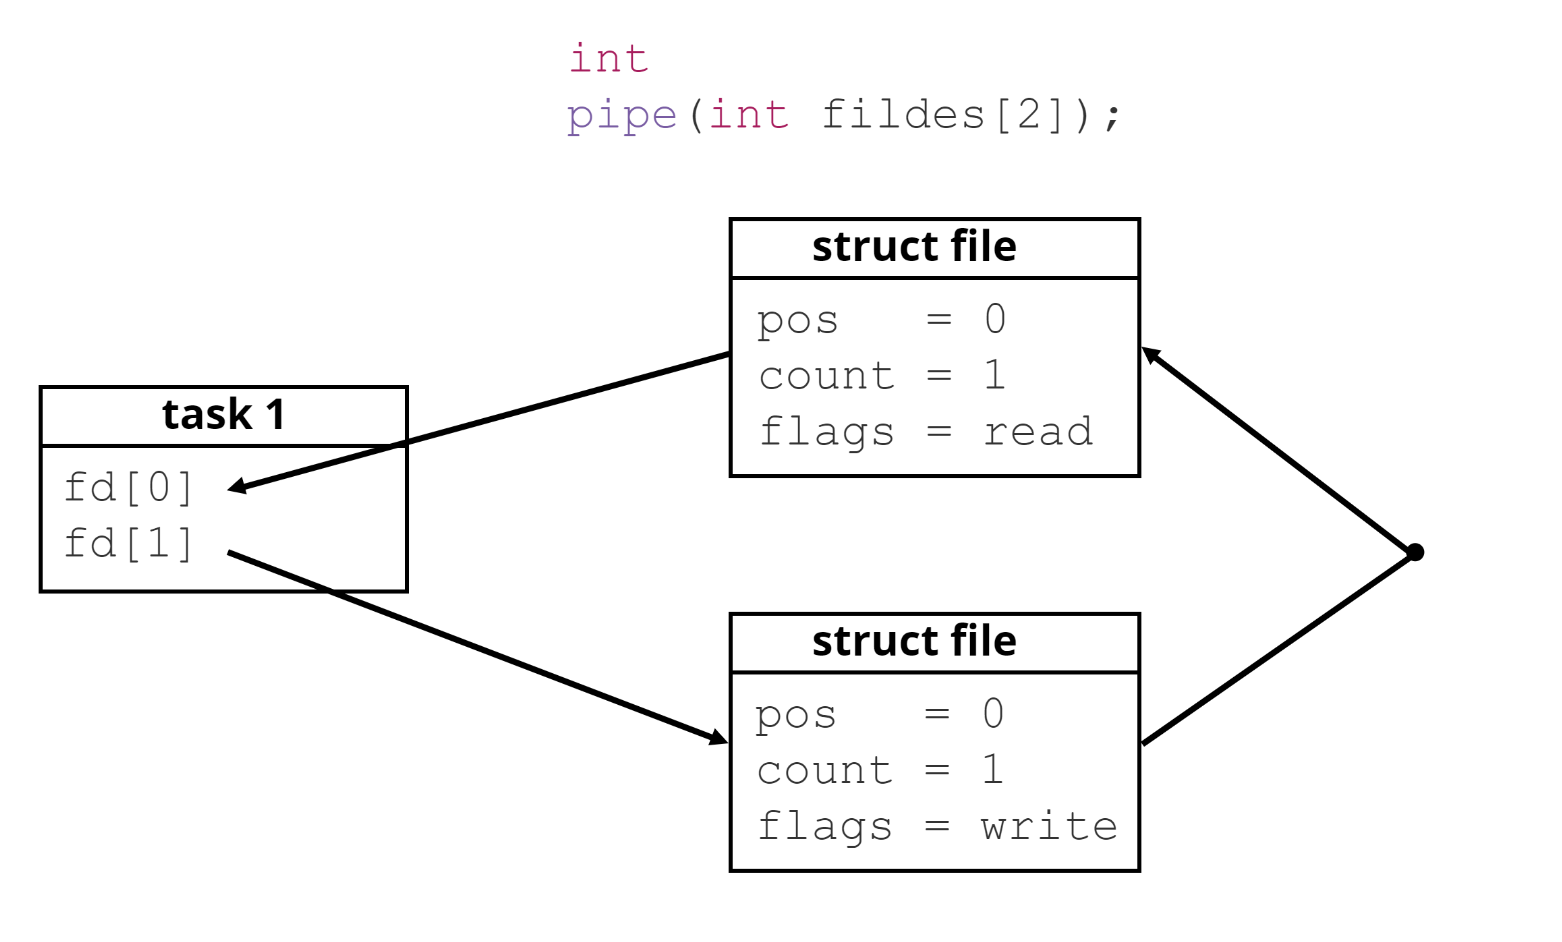 int
pipe(int fildes[2]);
struct file
pos   = 0
count = 1
flags = read
task 1
fd[0]
fd[1]
struct file
pos   = 0
count = 1
flags = write